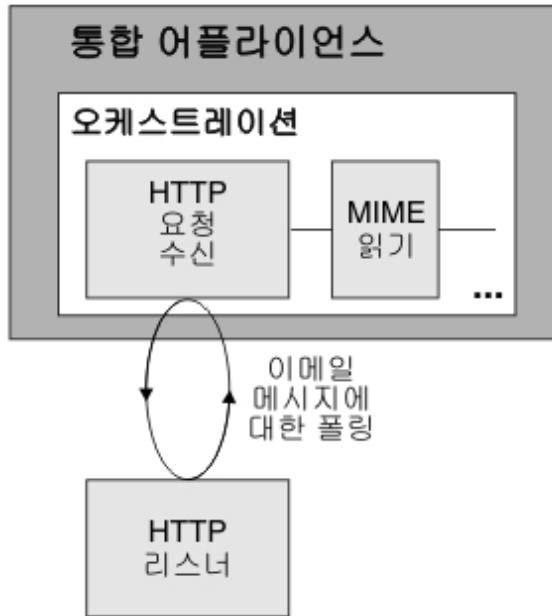 통합 어플라이언스
오케스트레이션
HTTP
요청
수신
MIME
읽기
...
이메일
메시지에
대한 폴링
HTTP
리스너